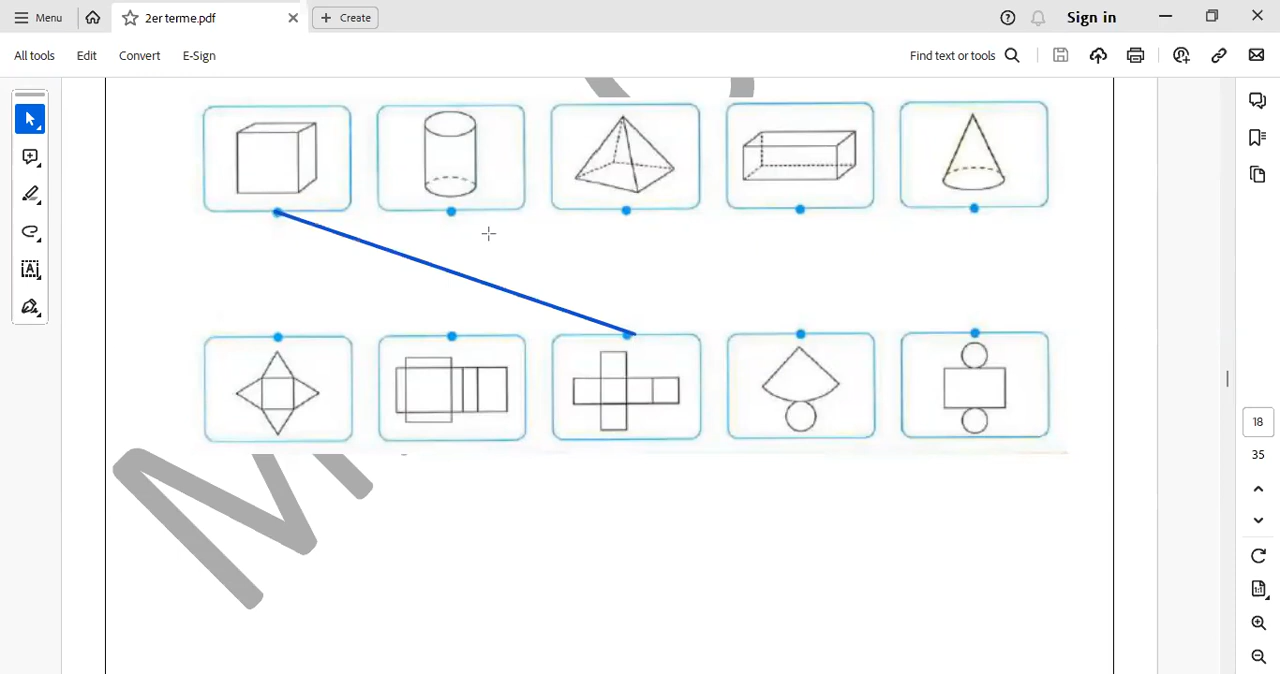 Menu
2er terme.pdf
Create
Sign in
All tools
Edit
Convert
E-Sign
Find text or tools
18
35